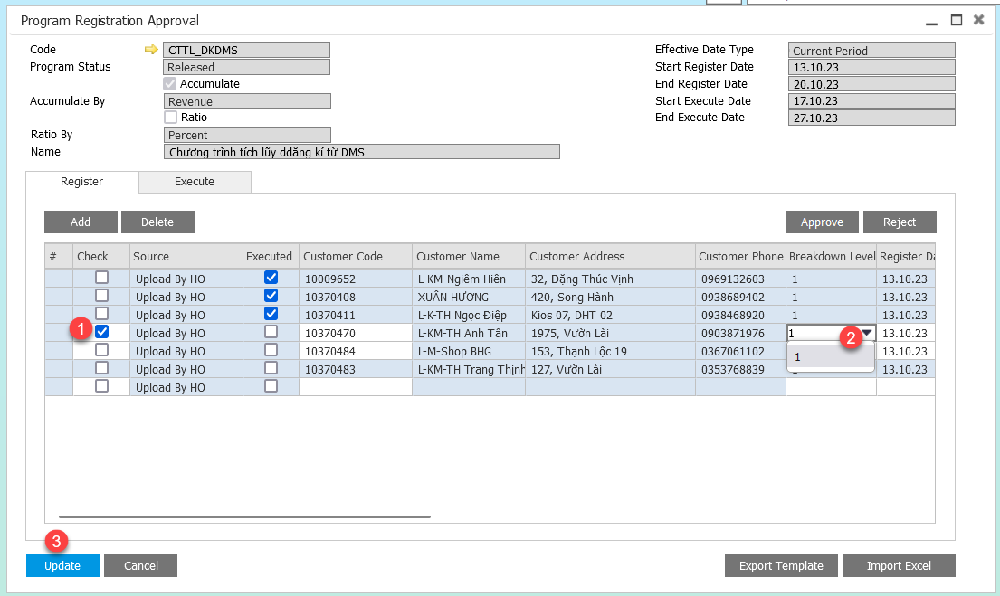 Program Registration Approval
Code CTTL_DKDMS
Program Status Released
Accumulate
Accumulate By Revenue
Ratio
Ratio By Percent
Name Chương trình tích lũy ddăng kí từ DMS
Effective Date Type Current Period
Start Register Date 13.10.23
End Register Date 20.10.23
Start Execute Date 17.10.23
End Execute Date 27.10.23
Register Execute
Add Delete Approve Reject
# Check Source Executed Customer Code Customer Name Customer Address Customer Phone Breakdown Level Register Da
Upload By HO 10009652 L-KM-Ngiêm Hiên 32, Đặng Thúc Vịnh 0969132603 1 13.10.23
Upload By HO 10370408 XUÂN HƯƠNG 420, Song Hành 0938689402 1 13.10.23
Upload By HO 10370411 L-K-TH Ngọc Điệp Kios 07, DHT 02 0938468920 1 13.10.23
1 Upload By HO 10370470 L-KM-TH Anh Tân 1975, Vườn Lài 0903871976 1 2 13.10.23
Upload By HO 10370484 L-M-Shop BHG 153, Thạnh Lộc 19 0367061102 1 13.10.23
Upload By HO 10370483 L-KM-TH Trang Thịnh 127, Vườn Lài 0353768839 13.10.23
Upload By HO
3
Update Cancel Export Template Import Excel